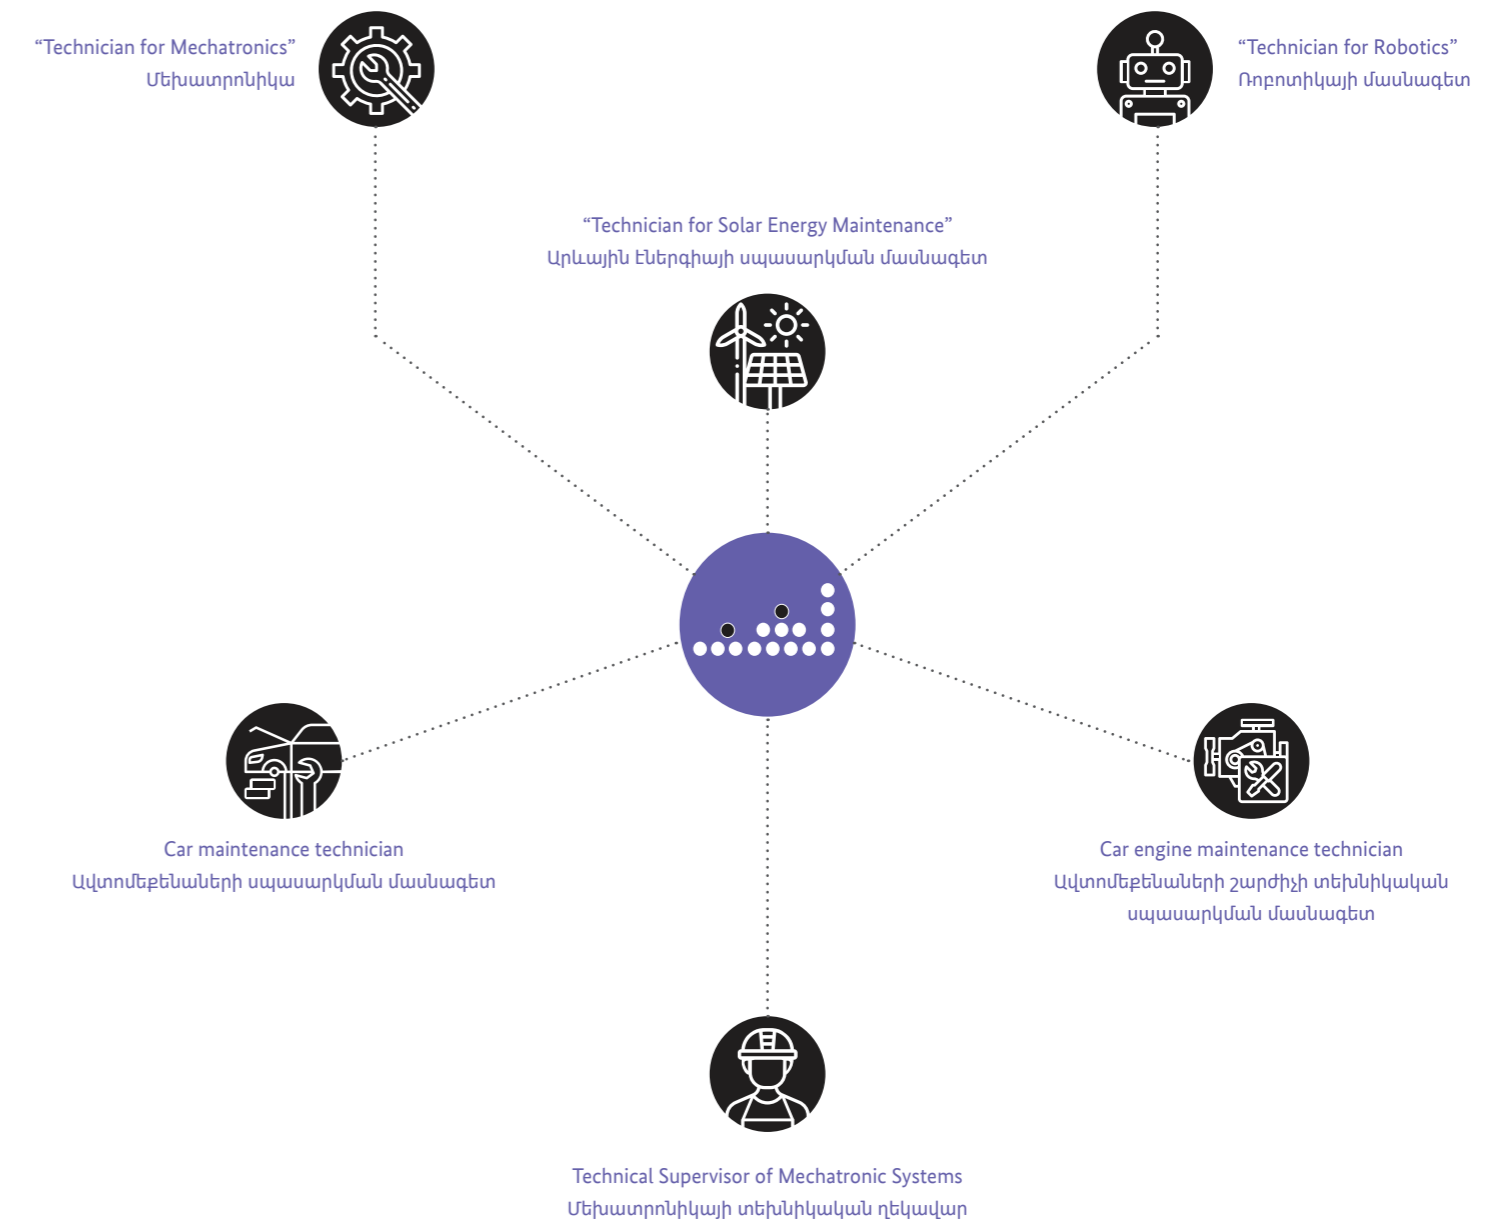 “Technician for Mechatronics”
Մեխատրոնիկա
“Technician for Robotics”
Ռոբոտիկայի մասնագետ
“Technician for Solar Energy Maintenance”
Արևային էներգիայի սպասարկման մասնագետ
Car maintenance technician
Ավտոմեքենաների սպասարկման մասնագետ
Car engine maintenance technician
Ավտոմեքենաների շարժիչի տեխնիկական
սպասարկման մասնագետ
Technical Supervisor of Mechatronic Systems
Մեխատրոնիկայի տեխնիկական ղեկավար